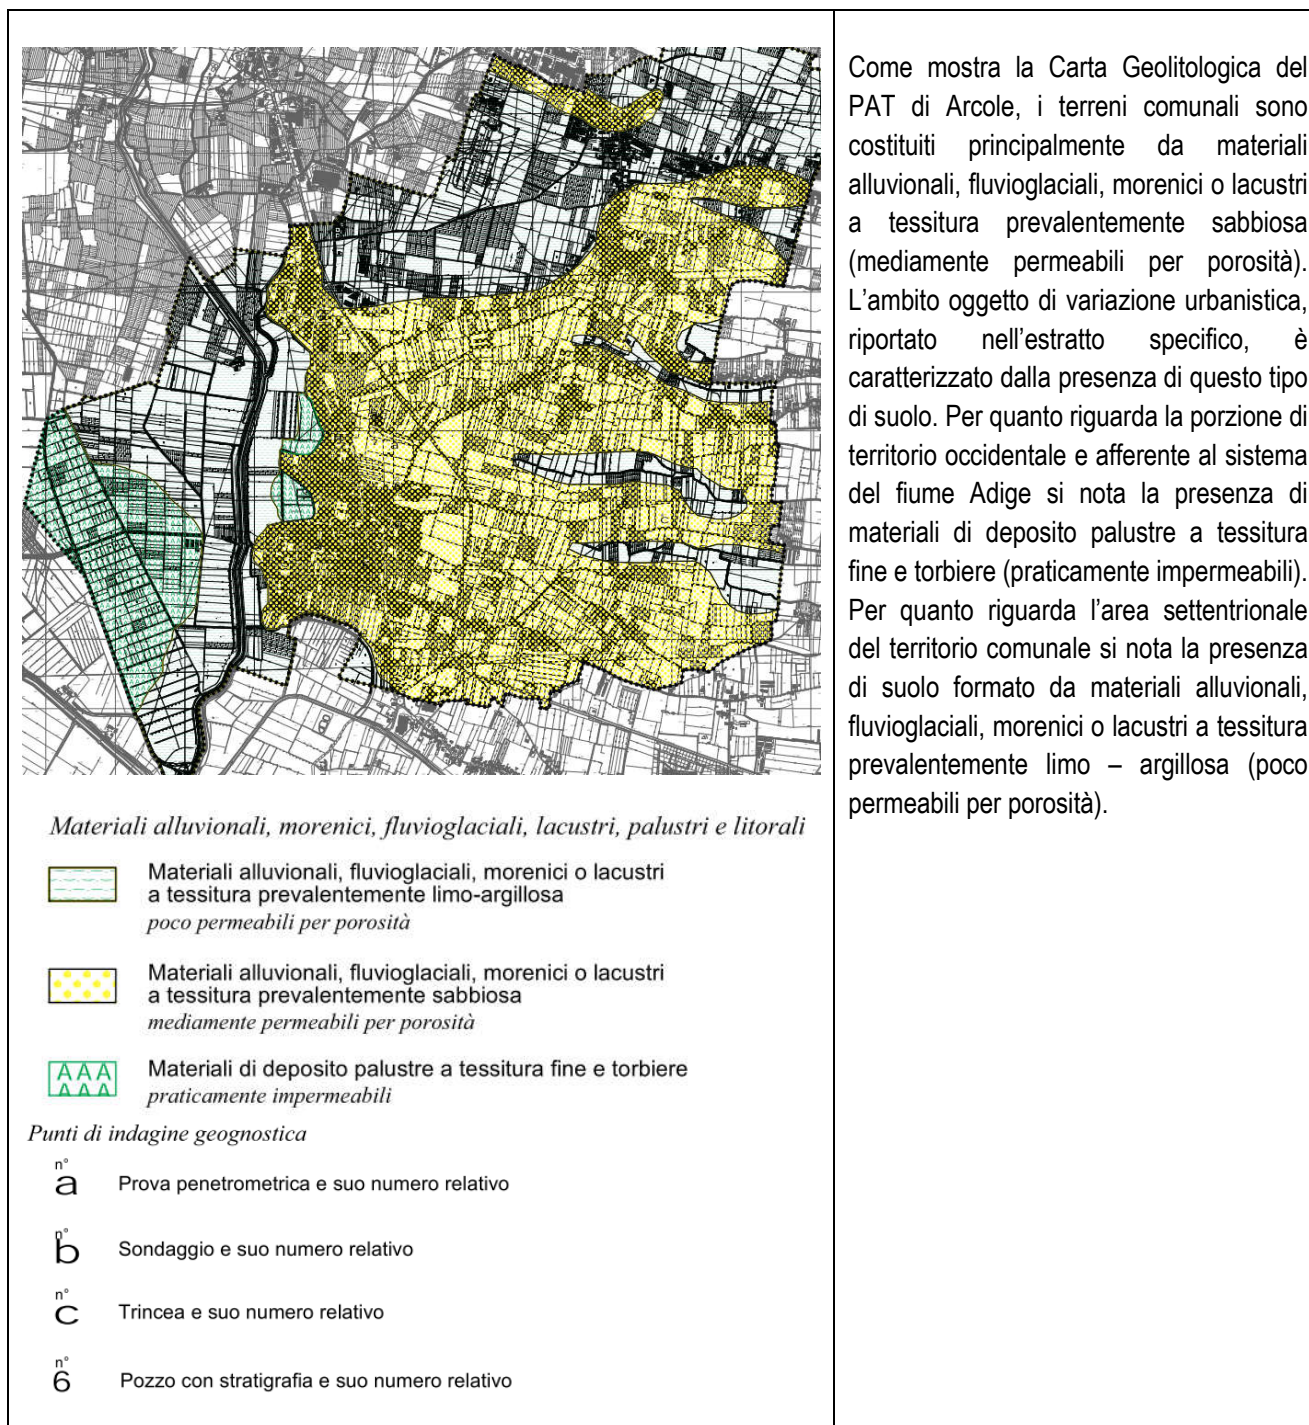 Come mostra la Carta Geolitologica del
PAT di Arcole, i terreni comunali sono
costituiti principalmente da materiali
alluvionali, fluvioglaciali, morenici o lacustri
a tessitura prevalentemente sabbiosa
(mediamente permeabili per porosità).
L’ambito oggetto di variazione urbanistica,
riportato nell’estratto specifico, è
caratterizzato dalla presenza di questo tipo
di suolo. Per quanto riguarda la porzione di
territorio occidentale e afferente al sistema
del fiume Adige si nota la presenza di
materiali di deposito palustre a tessitura
fine e torbiere (praticamente impermeabili).
Per quanto riguarda l’area settentrionale
del territorio comunale si nota la presenza
di suolo formato da materiali alluvionali,
fluvioglaciali, morenici o lacustri a tessitura
prevalentemente limo – argillosa (poco
permeabili per porosità).
Materiali alluvionali, morenici, fluvioglaciali, lacustri, palustri e litorali
Materiali alluvionali, fluvioglaciali, morenici o lacustri
a tessitura prevalentemente limo-argillosa
poco permeabili per porosità
Materiali alluvionali, fluvioglaciali, morenici o lacustri
a tessitura prevalentemente sabbiosa
mediamente permeabili per porosità
Materiali di deposito palustre a tessitura fine e torbiere
praticamente impermeabili
Punti di indagine geognostica
n°
a Prova penetrometrica e suo numero relativo
n°
b Sondaggio e suo numero relativo
n°
c Trincea e suo numero relativo
n°
6 Pozzo con stratigrafia e suo numero relativo